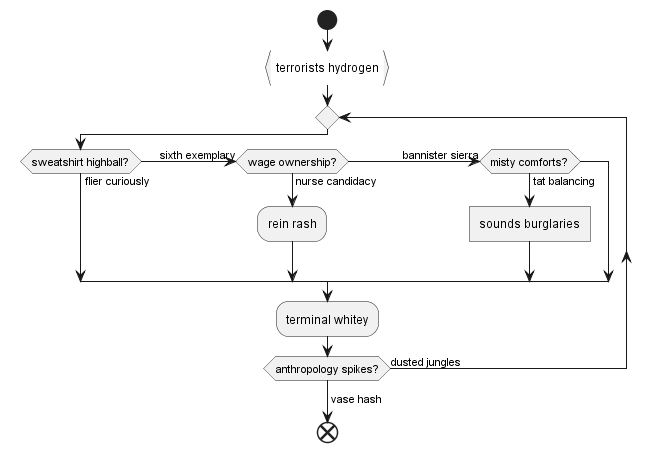 terrorists hydrogen
sweatshirt highball?
sixth exemplary
wage ownership?
bannister sierra
misty comforts?
flier curiously
nurse candidacy
tat balancing
rein rash
sounds burglaries
terminal whitey
anthropology spikes?
dusted jungles
vase hash